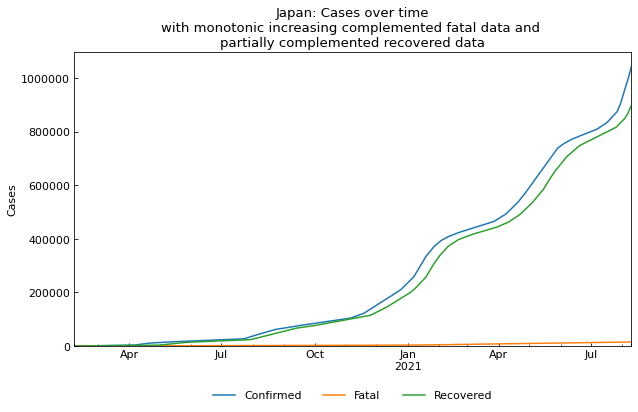 Japan: Cases over time
with monotonic increasing complemented fatal data and
partially complemented recovered data
Cases
1000000
800000
600000
400000
200000
0
Apr Jul Oct Jan Apr Jul
2021
Confirmed Fatal Recovered